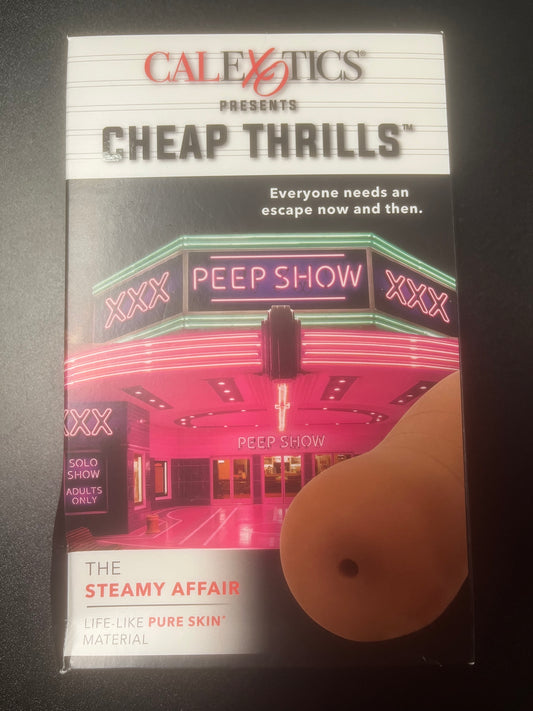 CALEXOTICS®
PRESENTS
CHEAP THRILLS™
Everyone needs an
escape now and then.
XXX
PEEP SHOW
XXX
XXX
PEEP SHOW
SOLO
SHOW
ADULTS
ONLY
THE
STEAMY AFFAIR
LIFE-LIKE PURE SKIN®
MATERIAL